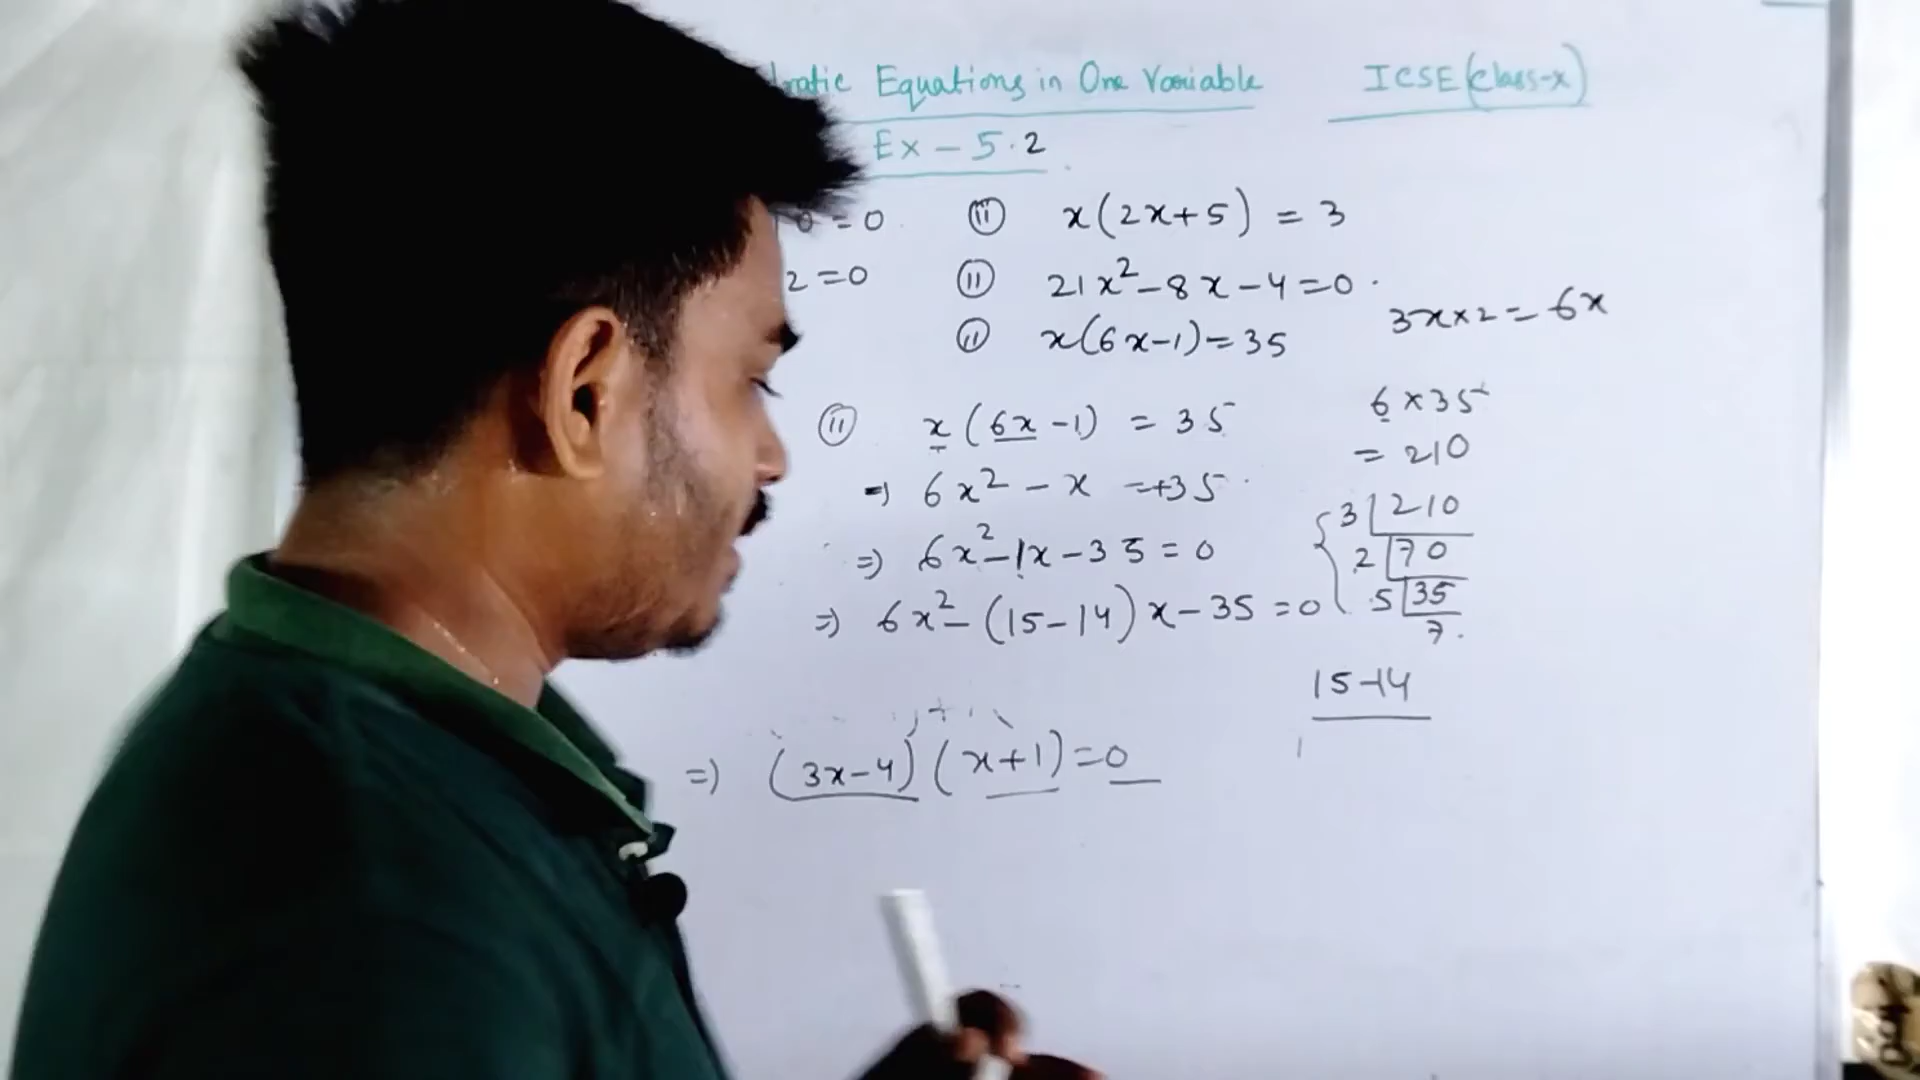 Equations in One Variable ICSE (Class-X)
Ex - 5.2
0 = 0 (ii) x(2x+5) = 3
2=0 (ii) 21x²-8x-4=0.
(ii) x(6x-1)=35
3x×2=6x
(ii) x(6x-1) = 35
⇒ 6x² - x =+35
⇒ 6x²-1x-35=0
⇒ 6x²-(15-14)x-35=0
6×35
= 210
3|210
2|70
5|35
7.
15-14
⇒ (3x-4)(x+1)=0